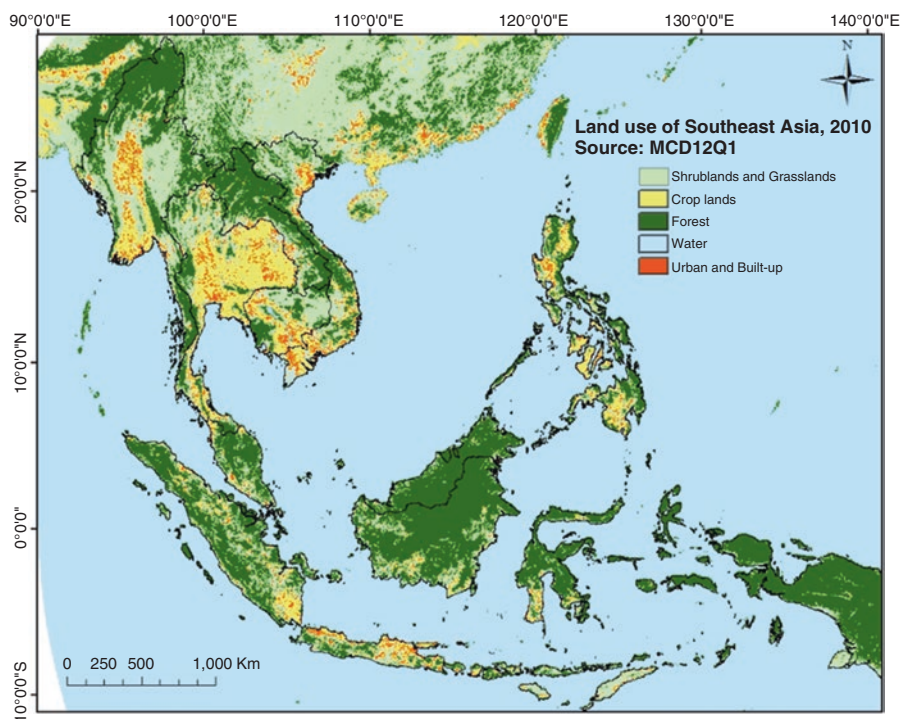 90°0'0"E 100°0'0"E 110°0'0"E 120°0'0"E 130°0'0"E 140°0'0"E
N
Land use of Southeast Asia, 2010
Source: MCD12Q1
Shrublands and Grasslands
Crop lands
Forest
Water
Urban and Built-up
20°0'0"N
10°0'0"N
0°0'0"
10°0'0"S
0 250 500 1,000 Km